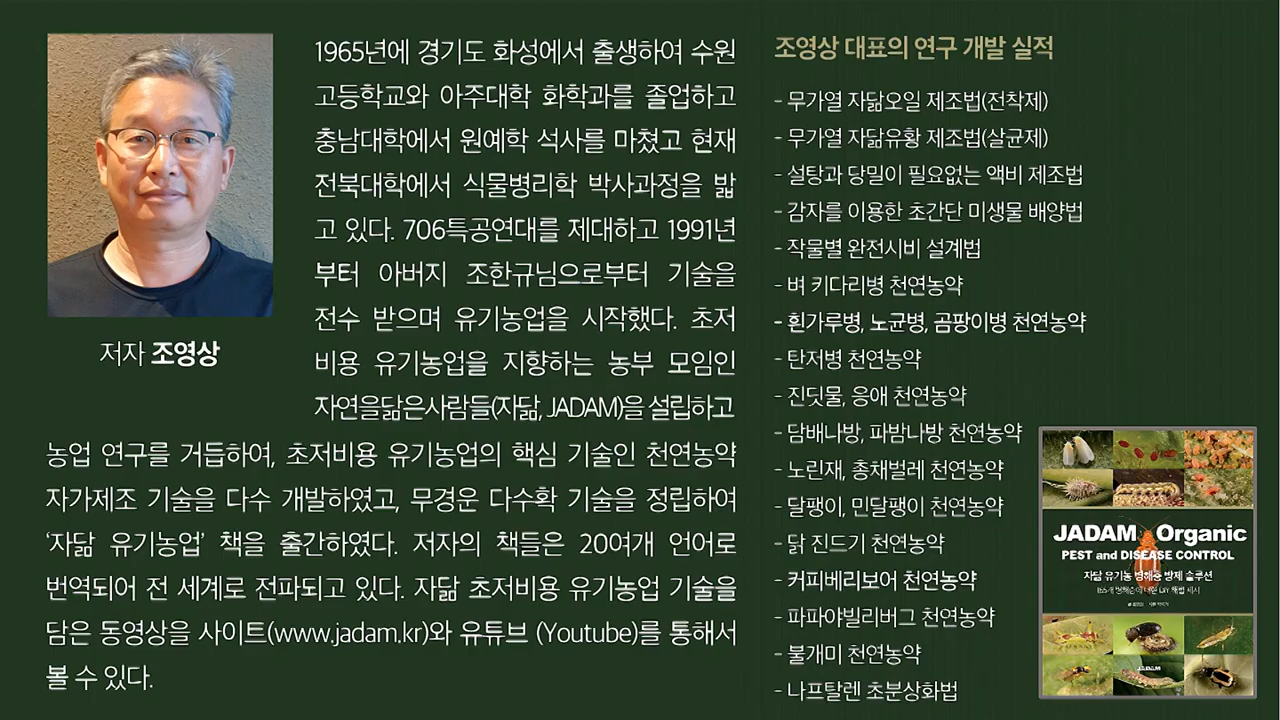 1965년에 경기도 화성에서 출생하여 수원
고등학교와 아주대학 화학과를 졸업하고
충남대학에서 원예학 석사를 마쳤고 현재
전북대학에서 식물병리학 박사과정을 밟
고 있다. 706특공연대를 제대하고 1991년
부터 아버지 조한규님으로부터 기술을
전수 받으며 유기농업을 시작했다. 초저
비용 유기농업을 지향하는 농부 모임인
자연을닮은사람들(자닮, JADAM)을 설립하고
농업 연구를 거듭하여, 초저비용 유기농업의 핵심 기술인 천연농약
자가제조 기술을 다수 개발하였고, 무경운 다수확 기술을 정립하여
‘자닮 유기농업’ 책을 출간하였다. 저자의 책들은 20여개 언어로
번역되어 전 세계로 전파되고 있다. 자닮 초저비용 유기농업 기술을
담은 동영상을 사이트(www.jadam.kr)와 유튜브 (Youtube)를 통해서
볼 수 있다.
저자 조영상
조영상 대표의 연구 개발 실적
- 무가열 자닮오일 제조법(전착제)
- 무가열 자닮유황 제조법(살균제)
- 설탕과 당밀이 필요없는 액비 제조법
- 감자를 이용한 초간단 미생물 배양법
- 작물별 완전시비 설계법
- 벼 키다리병 천연농약
- 흰가루병, 노균병, 곰팡이병 천연농약
- 탄저병 천연농약
- 진딧물, 응애 천연농약
- 담배나방, 파밤나방 천연농약
- 노린재, 총채벌레 천연농약
- 달팽이, 민달팽이 천연농약
- 닭 진드기 천연농약
- 커피베리보어 천연농약
- 파파야빌리버그 천연농약
- 불개미 천연농약
- 나프탈렌 초분상화법
JADAM Organic
PEST and DISEASE CONTROL
자닮 유기농 병해충 방제 솔루션
JADAM